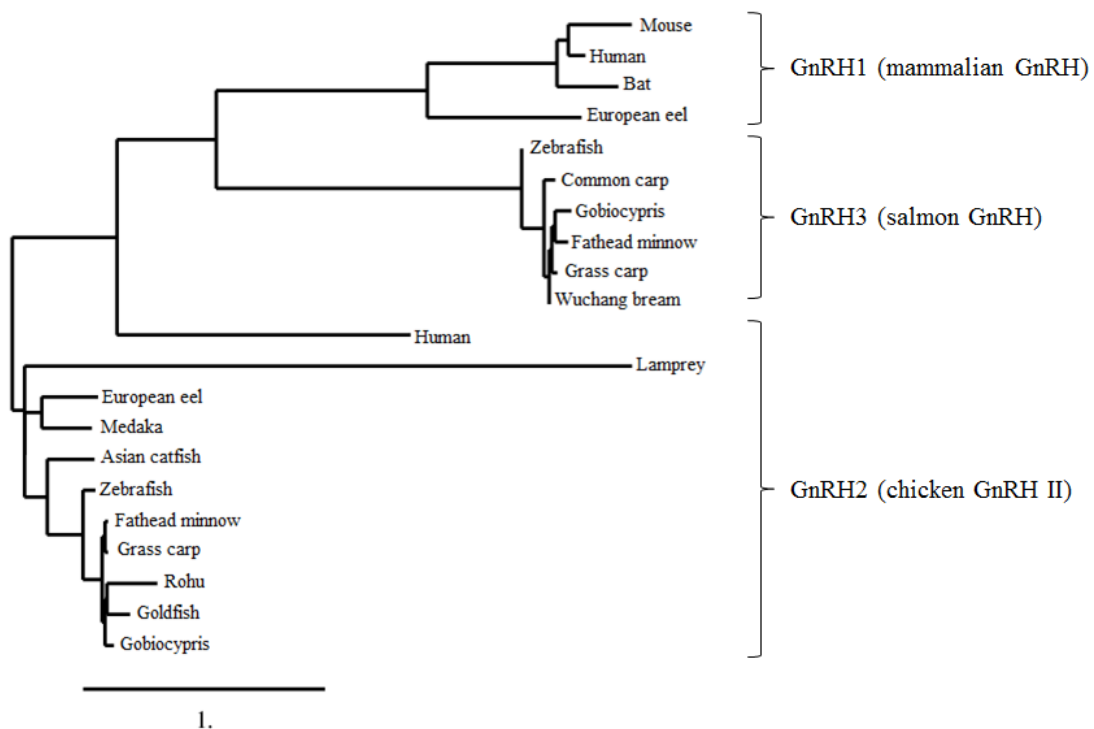 Mouse
Human
GnRH1 (mammalian GnRH)
Bat
European eel
Zebrafish
Common carp
Gobiocypris
GnRH3 (salmon GnRH)
Fathead minnow
Grass carp
Wuchang bream
Human
Lamprey
European eel
Medaka
Asian catfish
Zebrafish
GnRH2 (chicken GnRH II)
Fathead minnow
Grass carp
Rohu
Goldfish
Gobiocypris
1.